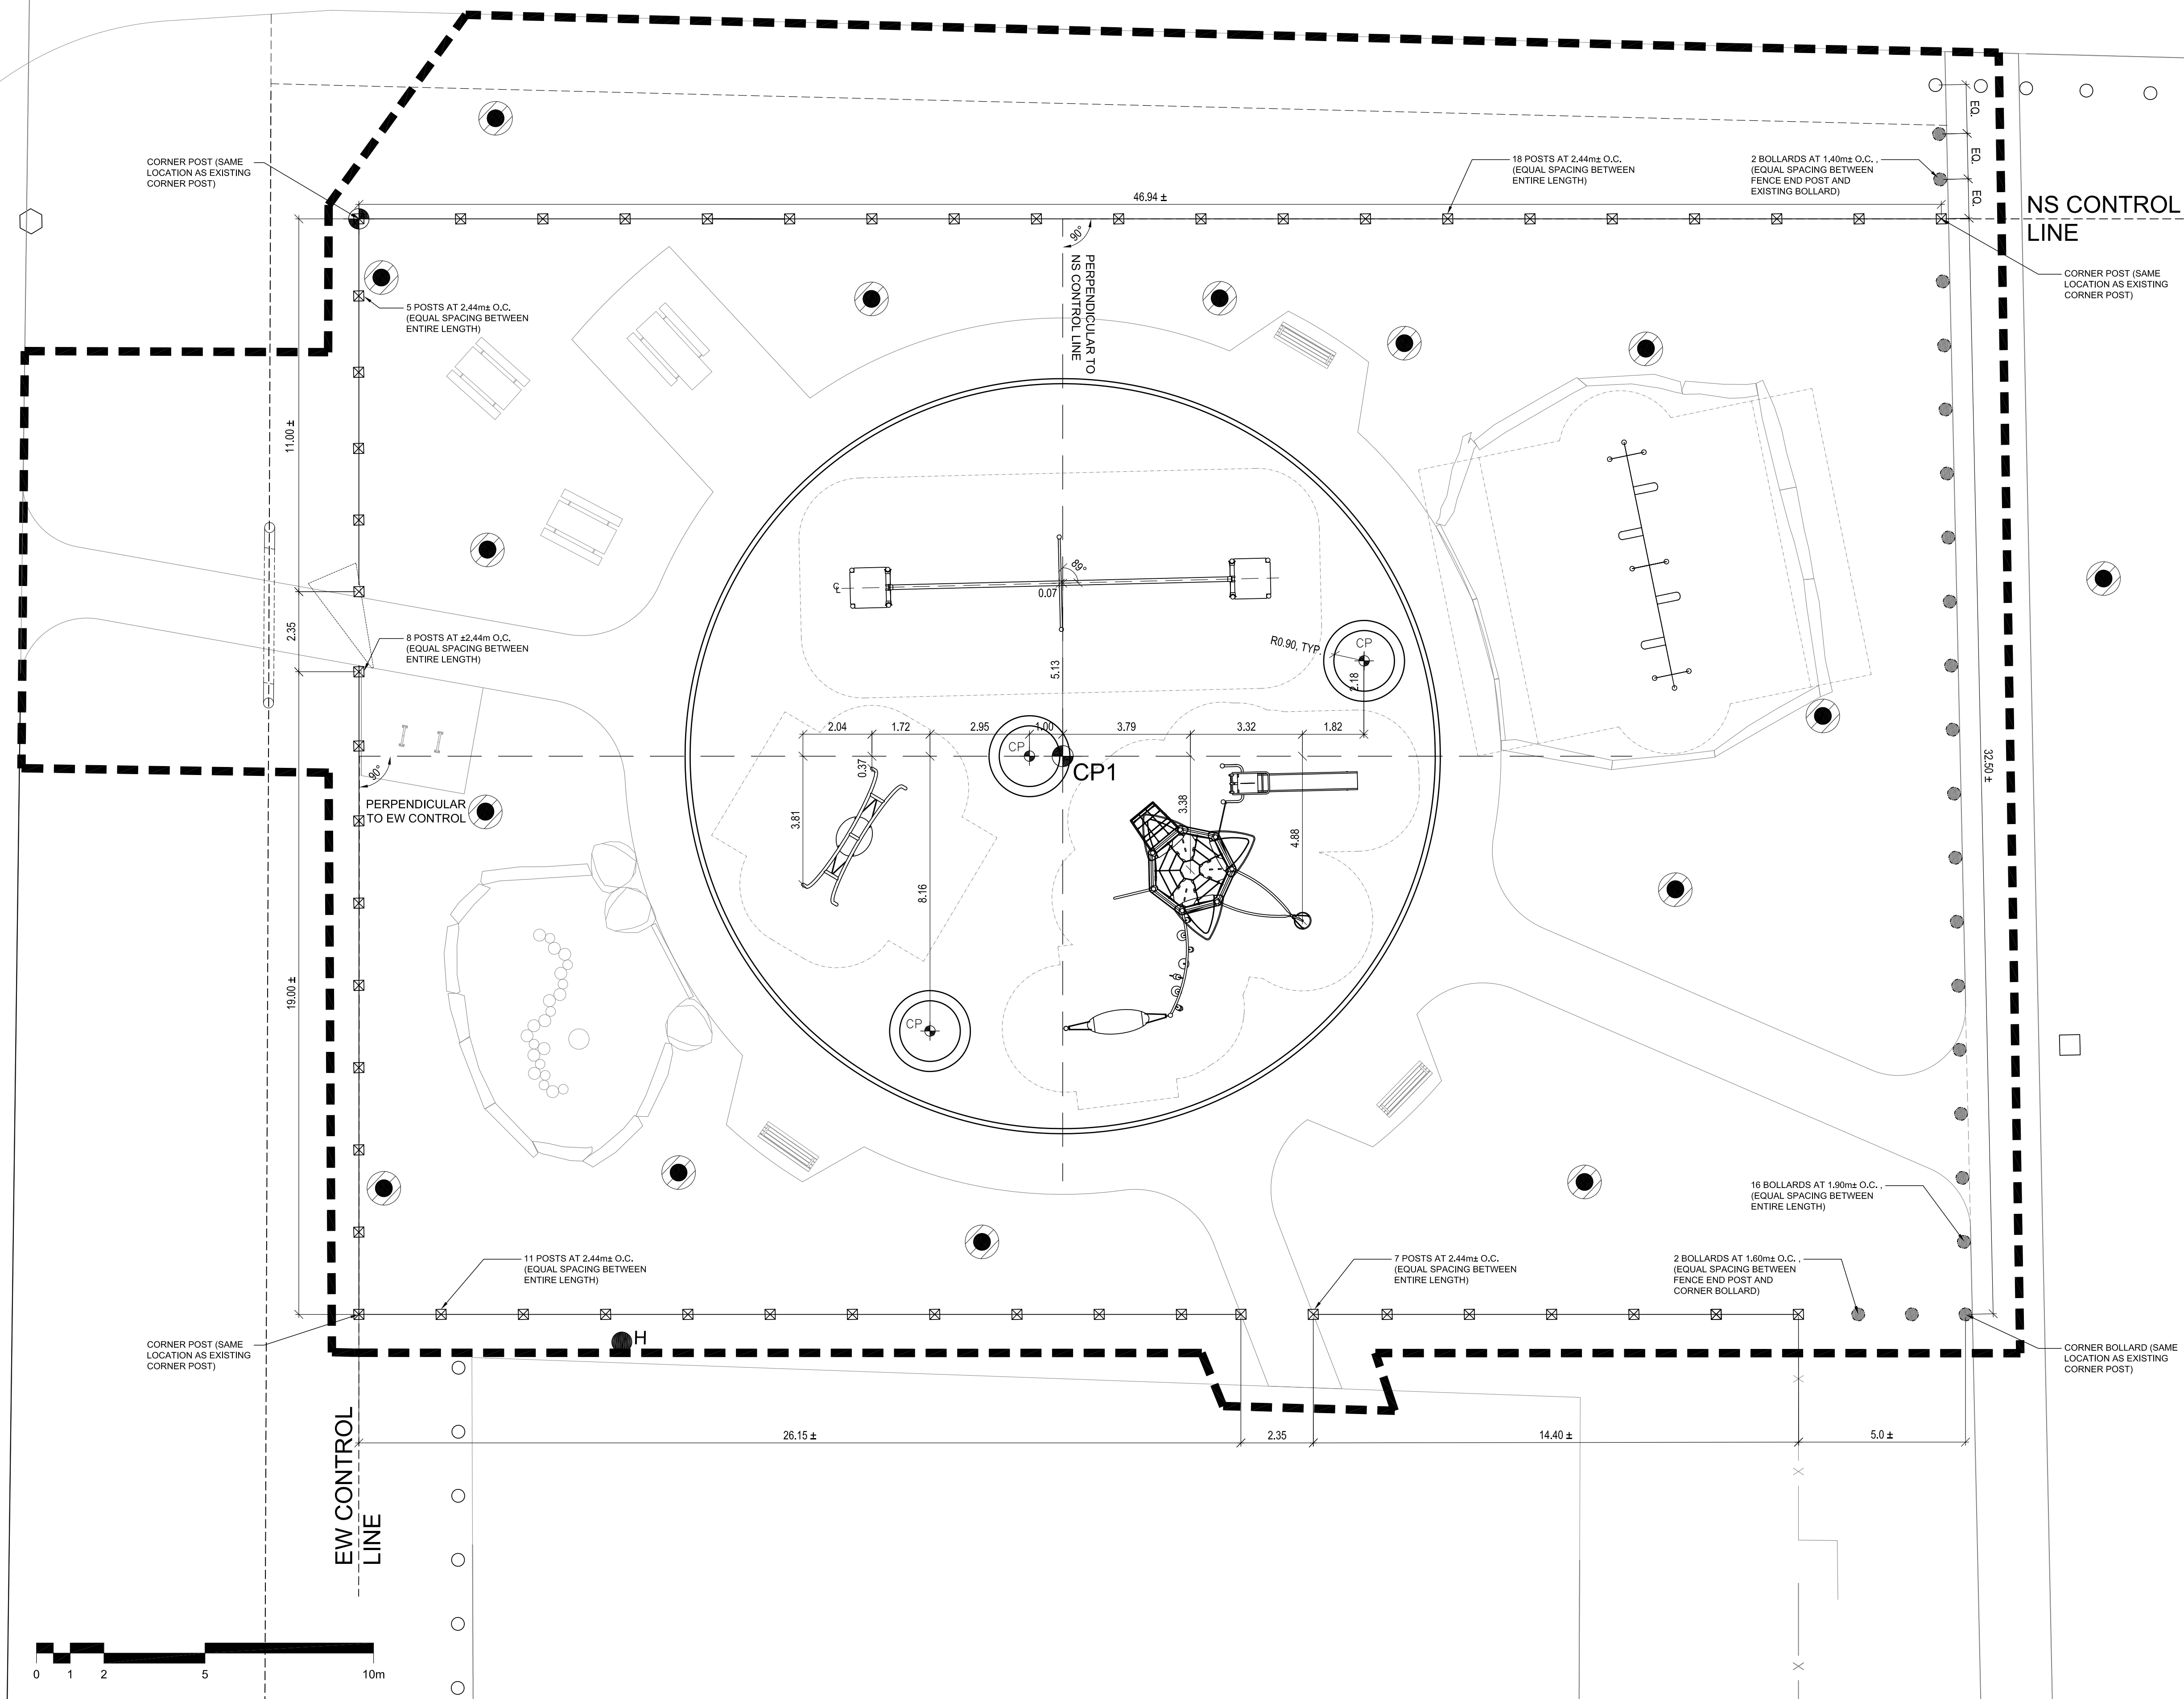 EQ.
EQ.
EQ.
CORNER POST (SAME
LOCATION AS EXISTING
CORNER POST)
18 POSTS AT 2.44m± O.C.
(EQUAL SPACING BETWEEN
ENTIRE LENGTH)
2 BOLLARDS AT 1.40m± O.C. ,
(EQUAL SPACING BETWEEN
FENCE END POST AND
EXISTING BOLLARD)
46.94 ±
NS CONTROL
LINE
90°
PERPENDICULAR TO
NS CONTROL LINE
CORNER POST (SAME
LOCATION AS EXISTING
CORNER POST)
5 POSTS AT 2.44m± O.C.
(EQUAL SPACING BETWEEN
ENTIRE LENGTH)
11.00 ±
89°
℄
0.07
2.35
8 POSTS AT ±2.44m O.C.
(EQUAL SPACING BETWEEN
ENTIRE LENGTH)
R0.90, TYP.
CP
5.13
2.18
2.04
1.72
2.95
1.00
3.79
3.32
1.82
CP
CP1
0.37
90°
PERPENDICULAR
TO EW CONTROL
3.81
3.38
4.88
32.50 ±
8.16
19.00 ±
CP
16 BOLLARDS AT 1.90m± O.C. ,
(EQUAL SPACING BETWEEN
ENTIRE LENGTH)
11 POSTS AT 2.44m± O.C.
(EQUAL SPACING BETWEEN
ENTIRE LENGTH)
7 POSTS AT 2.44m± O.C.
(EQUAL SPACING BETWEEN
ENTIRE LENGTH)
2 BOLLARDS AT 1.60m± O.C. ,
(EQUAL SPACING BETWEEN
FENCE END POST AND
CORNER BOLLARD)
CORNER POST (SAME
LOCATION AS EXISTING
CORNER POST)
H
CORNER BOLLARD (SAME
LOCATION AS EXISTING
CORNER POST)
26.15 ±
2.35
14.40 ±
5.0 ±
EW CONTROL
LINE
0 1 2 5 10m